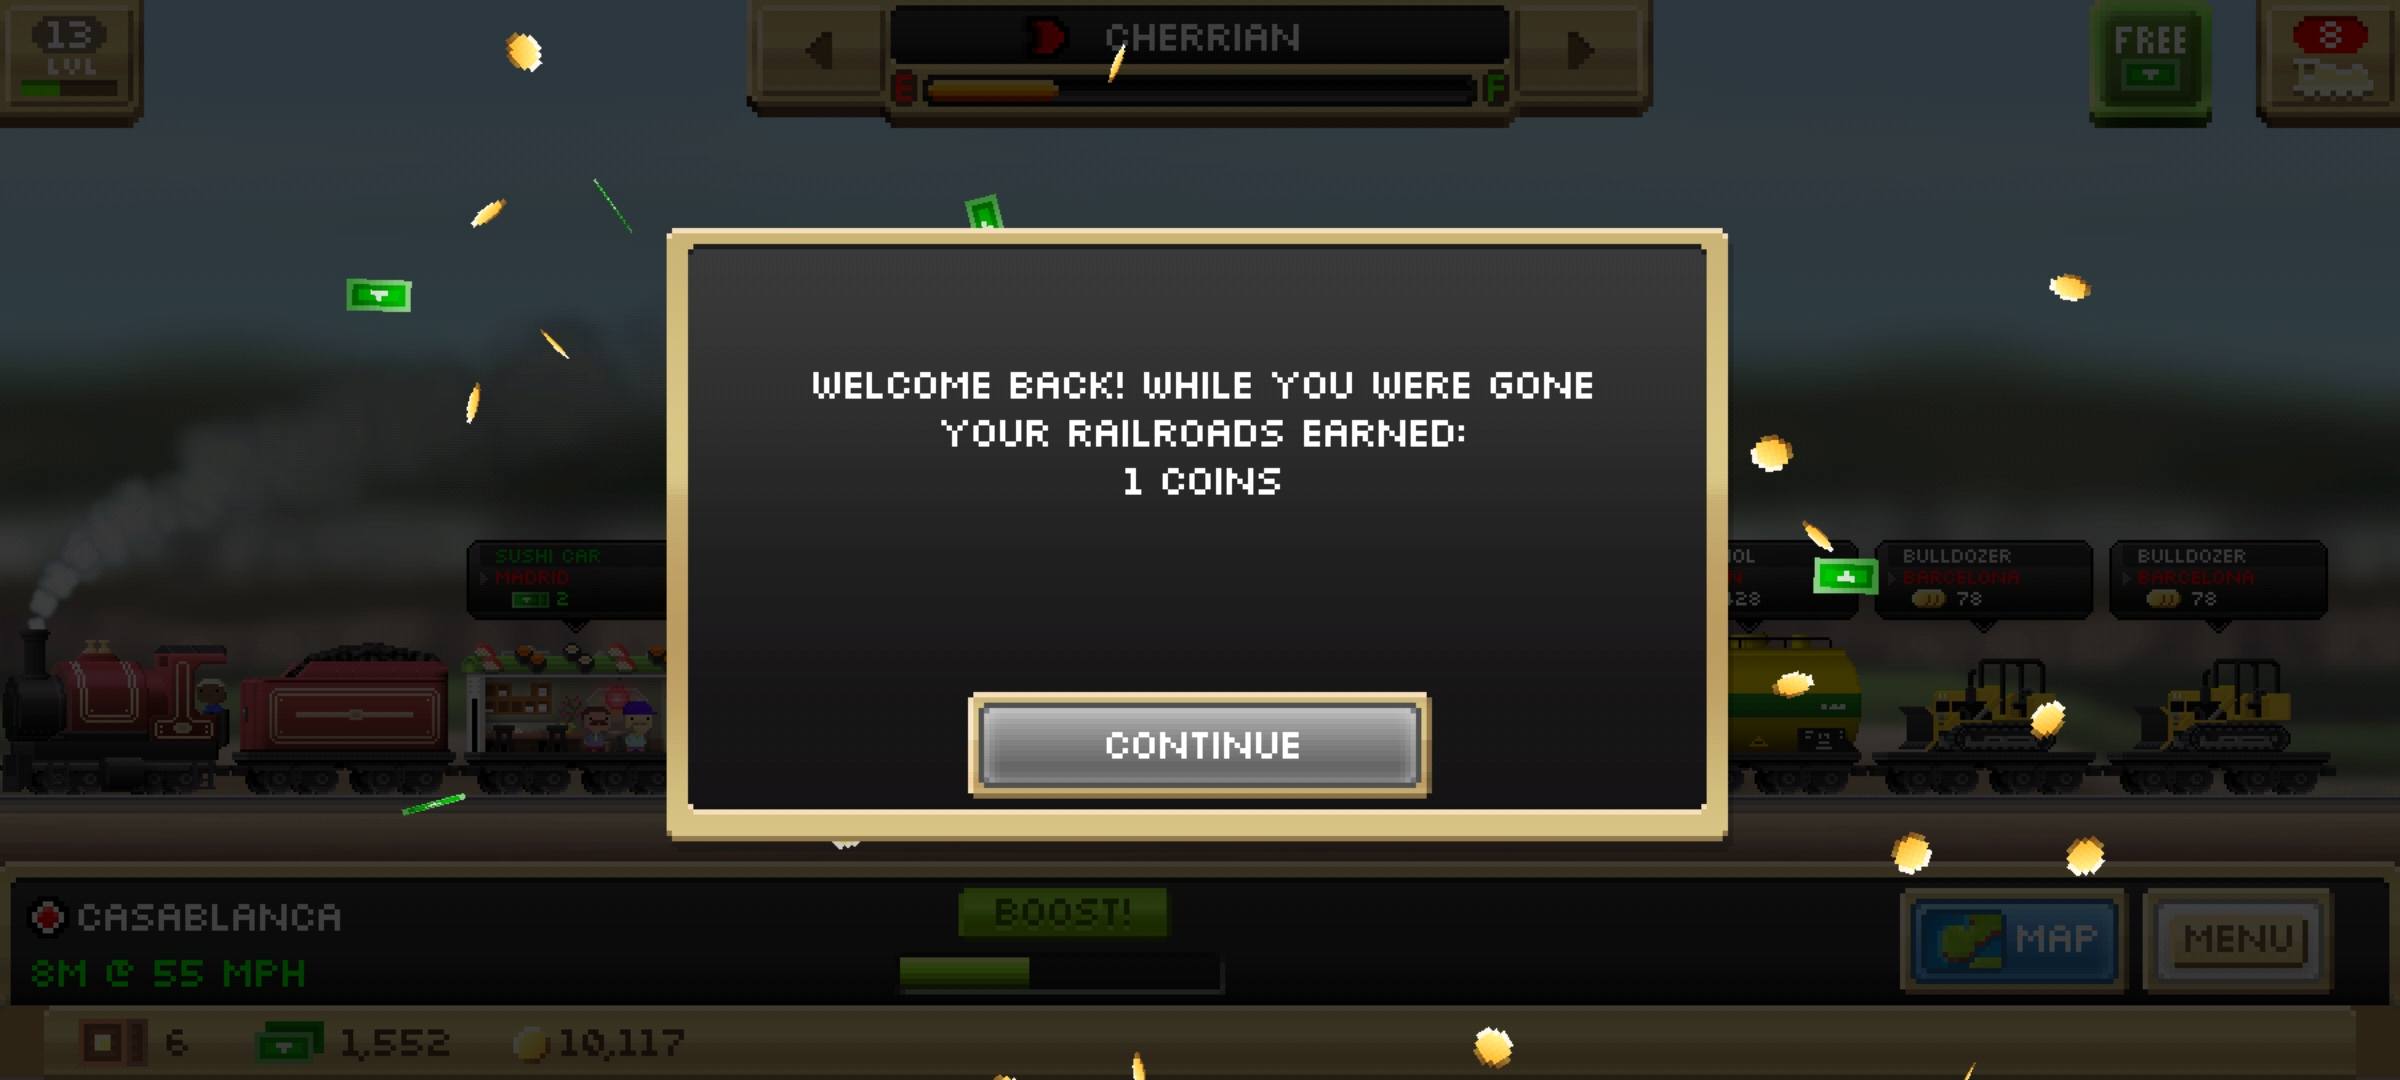 13
LVL
CHERRIAN
E
F
FREE
8
WELCOME BACK! WHILE YOU WERE GONE
YOUR RAILROADS EARNED:
1 COINS
CONTINUE
SUSHI CAR
MADRID
2
428
BULLDOZER
BARCELONA
78
BULLDOZER
BARCELONA
78
CASABLANCA
8M @ 55 MPH
BOOST!
MAP
MENU
6
1,552
10,117